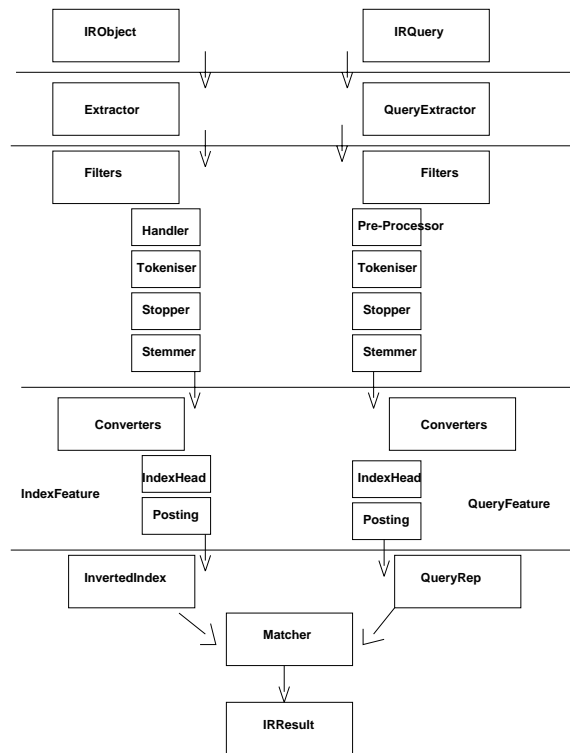 IRObject
IRQuery
Extractor
QueryExtractor
Filters
Filters
Handler
Pre-Processor
Tokeniser
Tokeniser
Stopper
Stopper
Stemmer
Stemmer
Converters
Converters
IndexHead
IndexHead
IndexFeature
QueryFeature
Posting
Posting
InvertedIndex
QueryRep
Matcher
IRResult